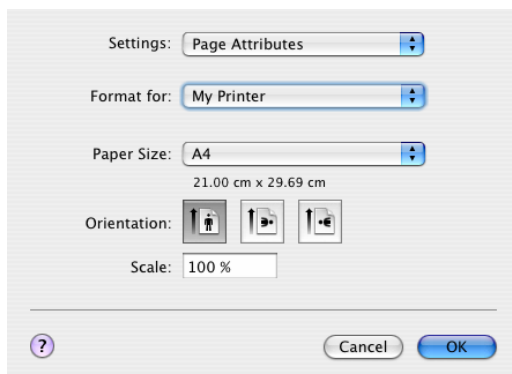 Settings: Page Attributes
Format for: My Printer
Paper Size: A4
21.00 cm x 29.69 cm
Orientation:
Scale: 100 %
? Cancel OK